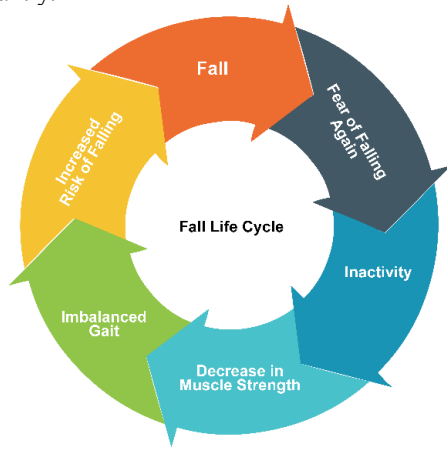 Fall
Fear of Falling
Again
Inactivity
Decrease in
Muscle Strength
Imbalanced
Gait
Increased
Risk of Falling
Fall Life Cycle